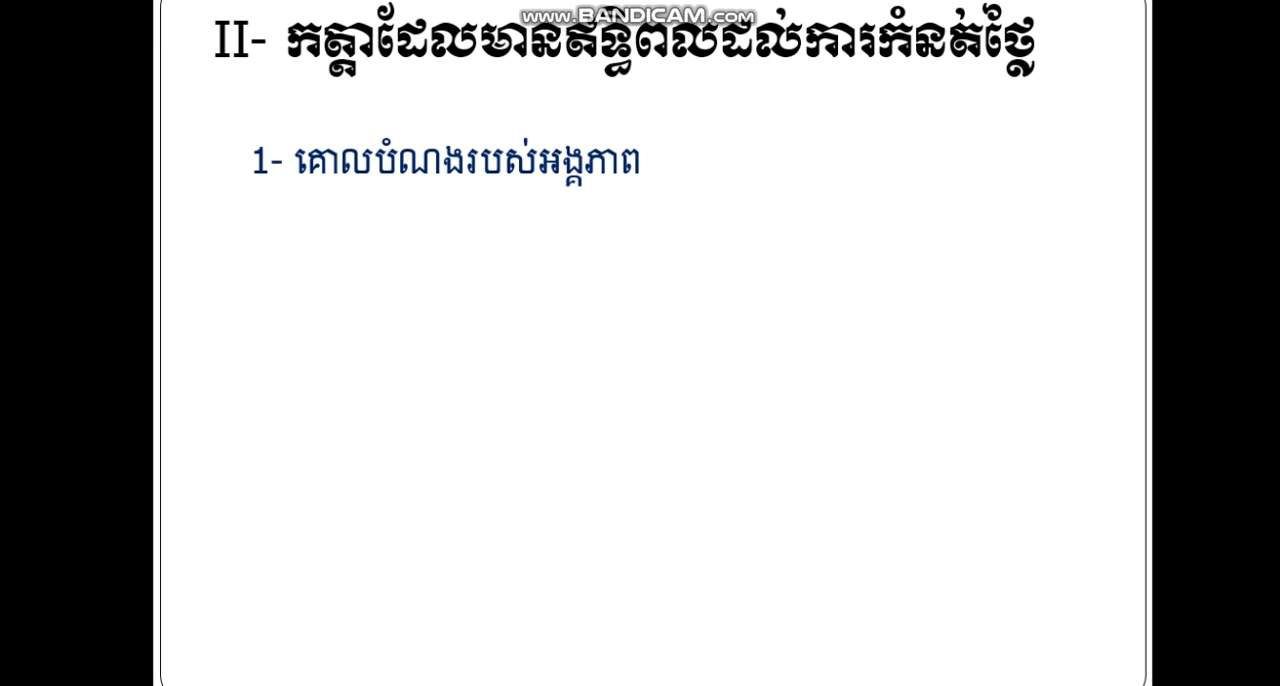 www.BANDICAM.com
II- កត្តាដែលមានឥទ្ធិពលដល់ការកំនត់ថ្លៃ
1- គោលបំណងរបស់អង្គភាព